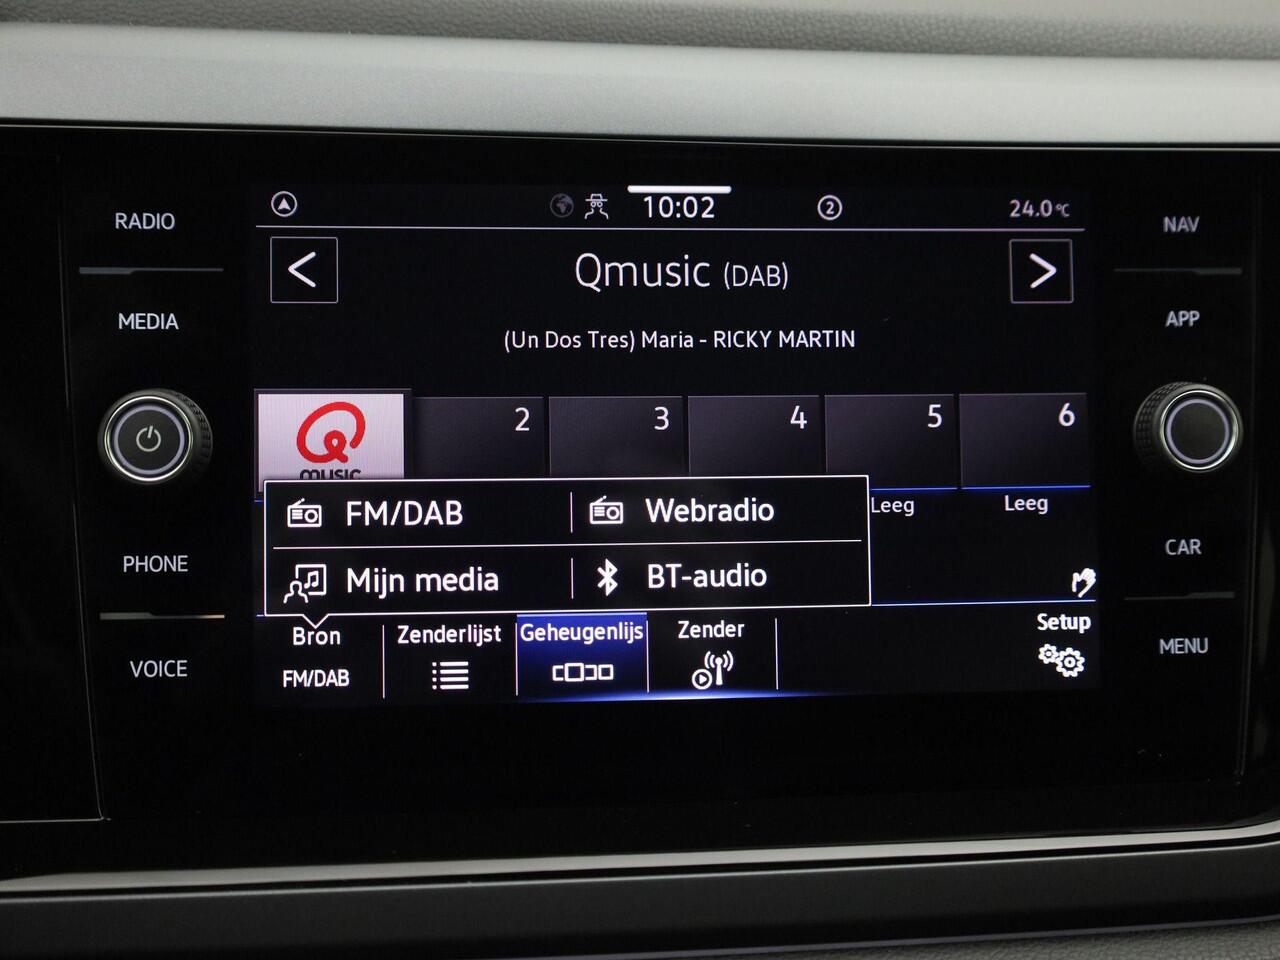 RADIO
MEDIA
PHONE
VOICE
10:02
2
24.0°C
<
Qmusic (DAB)
>
(Un Dos Tres) Maria - RICKY MARTIN
music
2
3
4
5
6
Leeg
Leeg
FM/DAB
Webradio
Mijn media
BT-audio
Bron
FM/DAB
Zenderlijst
Geheugenlijs
Zender
Setup
NAV
APP
CAR
MENU